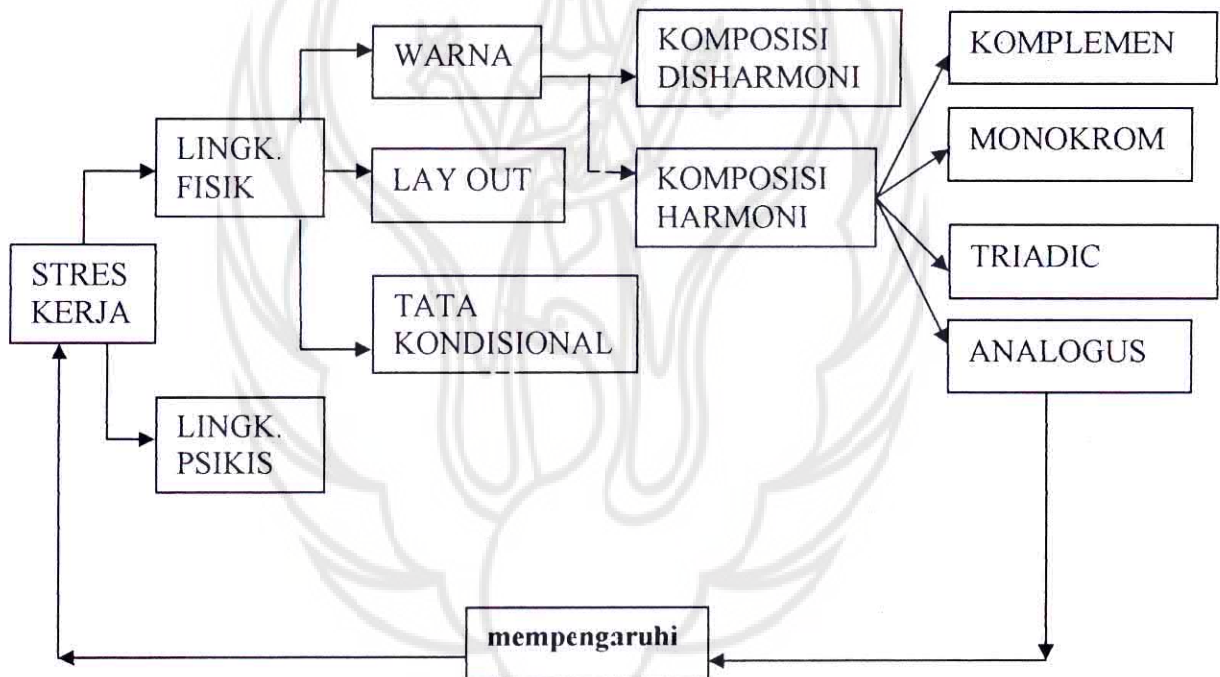 WARNA
KOMPOSISI
DISHARMONI
KOMPLEMEN
MONOKROM
LINGK.
FISIK
LAY OUT
KOMPOSISI
HARMONI
TRIADIC
STRES
KERJA
TATA
KONDISIONAL
ANALOGUS
LINGK.
PSIKIS
mempengaruhi